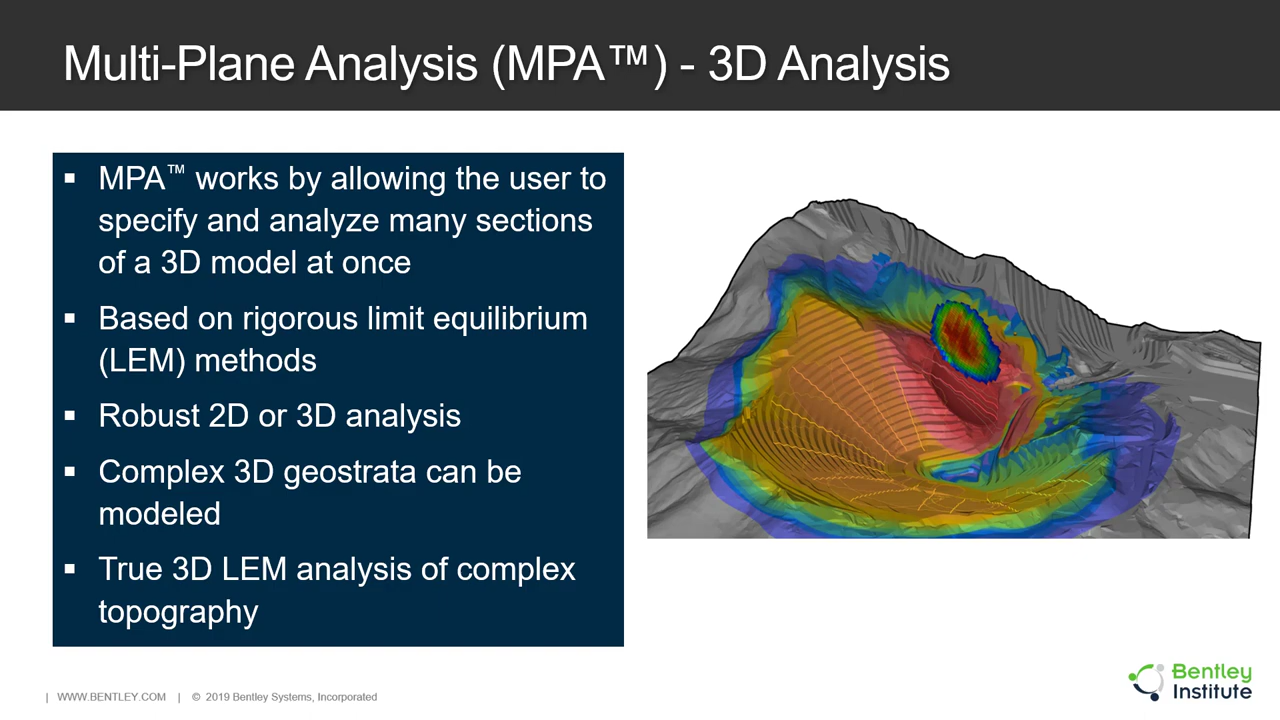 Multi-Plane Analysis (MPA™) - 3D Analysis
▪ MPA™ works by allowing the user to
specify and analyze many sections
of a 3D model at once
▪ Based on rigorous limit equilibrium
(LEM) methods
▪ Robust 2D or 3D analysis
▪ Complex 3D geostrata can be
modeled
▪ True 3D LEM analysis of complex
topography
| WWW.BENTLEY.COM | © 2019 Bentley Systems, Incorporated
Bentley
Institute